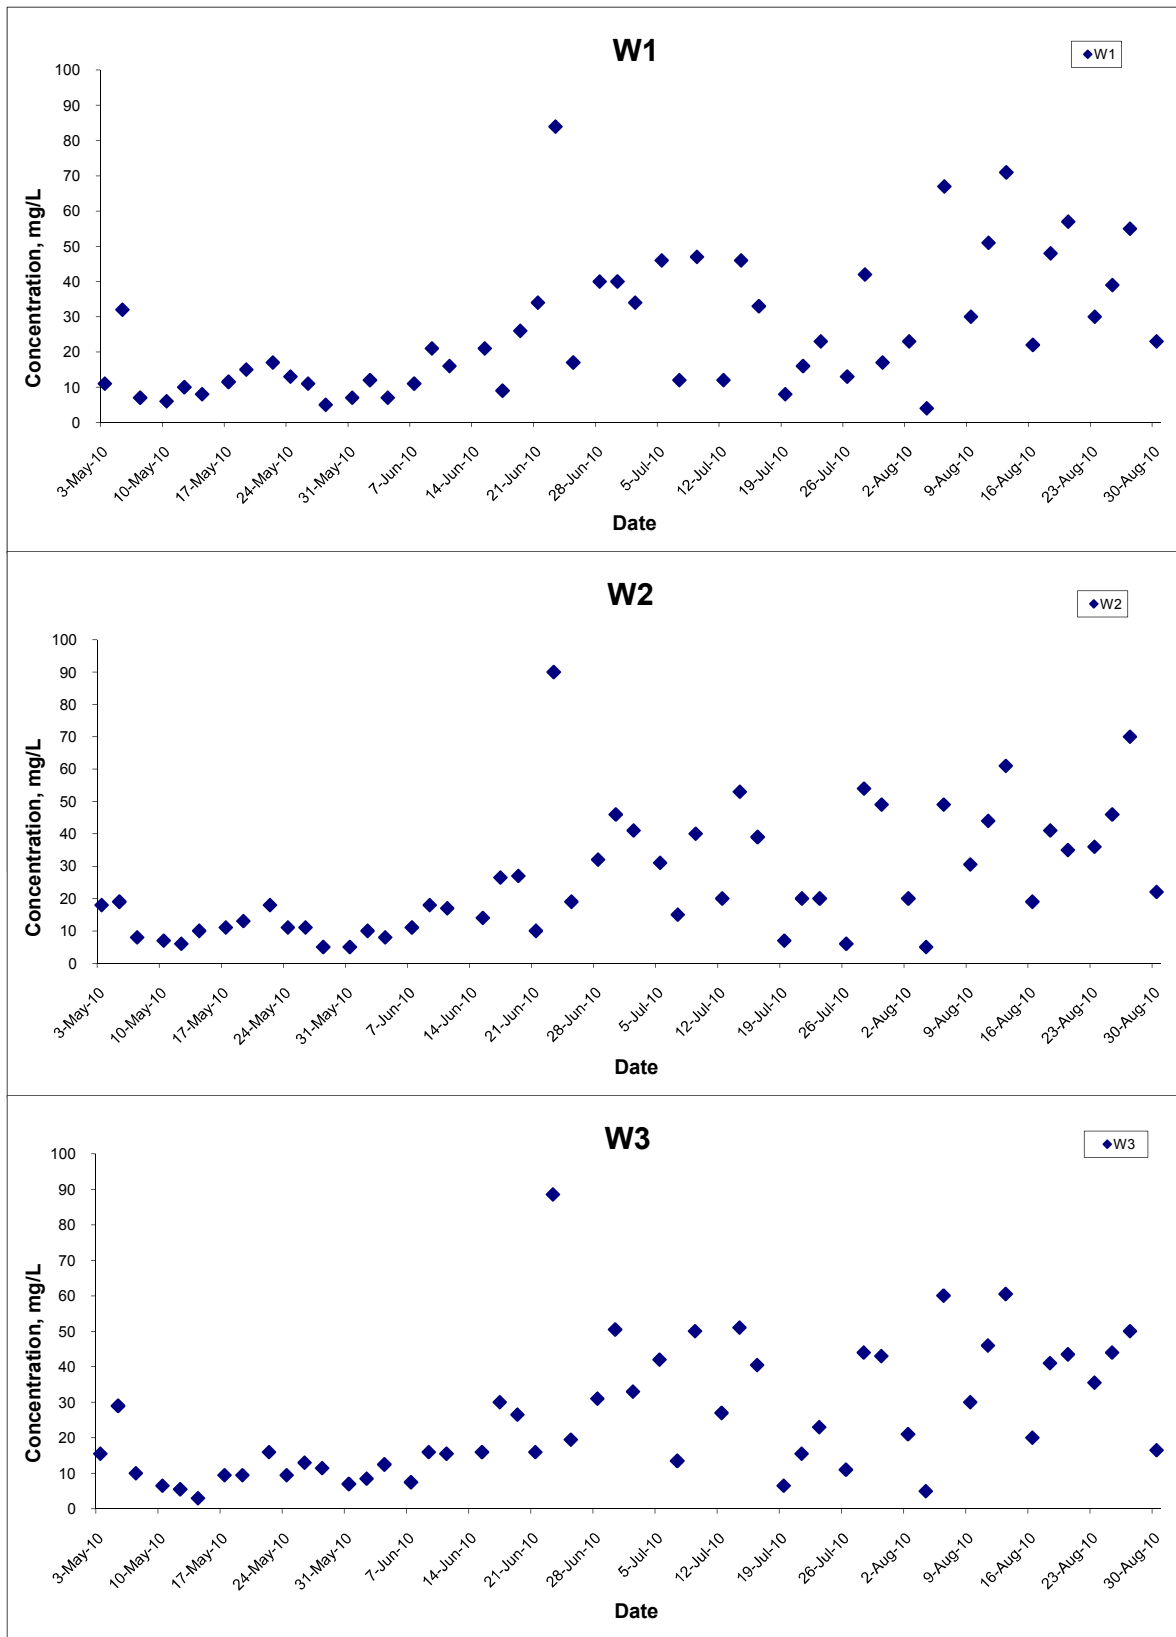 W1
W1
100
90
80
70
60
50
40
30
20
10
0
Concentration, mg/L
3-May-10
10-May-10
17-May-10
24-May-10
31-May-10
7-Jun-10
14-Jun-10
21-Jun-10
28-Jun-10
5-Jul-10
12-Jul-10
19-Jul-10
26-Jul-10
2-Aug-10
9-Aug-10
16-Aug-10
23-Aug-10
30-Aug-10
Date
W2
W2
100
90
80
70
60
50
40
30
20
10
0
Concentration, mg/L
3-May-10
10-May-10
17-May-10
24-May-10
31-May-10
7-Jun-10
14-Jun-10
21-Jun-10
28-Jun-10
5-Jul-10
12-Jul-10
19-Jul-10
26-Jul-10
2-Aug-10
9-Aug-10
16-Aug-10
23-Aug-10
30-Aug-10
Date
W3
W3
100
90
80
70
60
50
40
30
20
10
0
Concentration, mg/L
3-May-10
10-May-10
17-May-10
24-May-10
31-May-10
7-Jun-10
14-Jun-10
21-Jun-10
28-Jun-10
5-Jul-10
12-Jul-10
19-Jul-10
26-Jul-10
2-Aug-10
9-Aug-10
16-Aug-10
23-Aug-10
30-Aug-10
Date